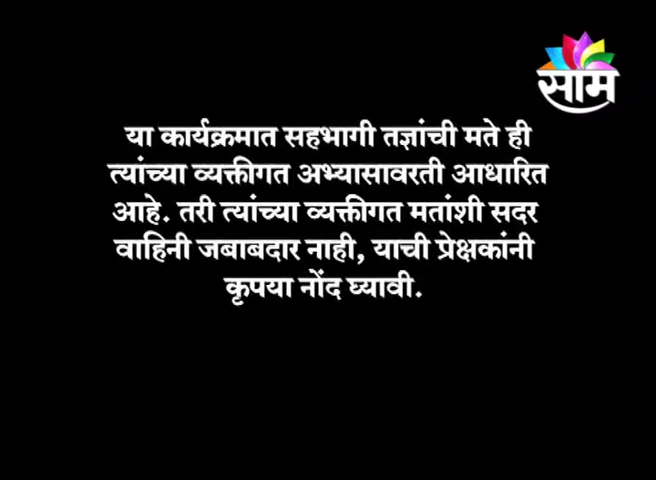 साम
या कार्यक्रमात सहभागी तज्ञांची मते ही
त्यांच्या व्यक्तीगत अभ्यासावरती आधारित
आहे. तरी त्यांच्या व्यक्तीगत मतांशी सदर
वाहिनी जबाबदार नाही, याची प्रेक्षकांनी
कृपया नोंद घ्यावी.